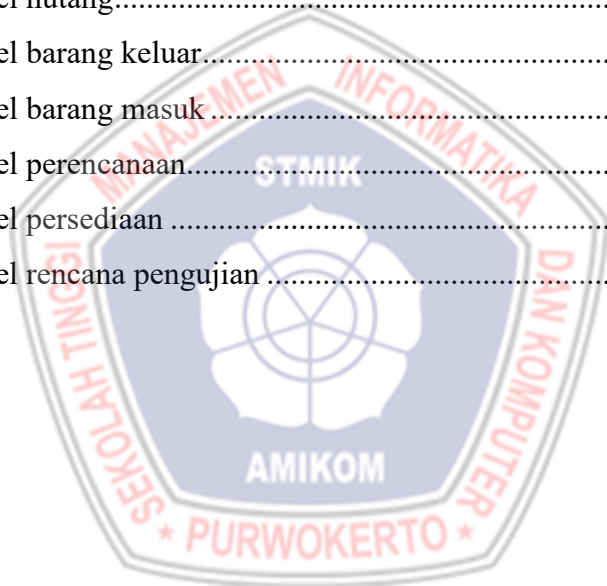 el hutang..................................................................
el barang keluar......................................................
el barang masuk.....................................................
el perencanaan.......................................................
el persediaan .........................................................
el rencana pengujian .............................................
SEKOLAH TINGGI MANAJEMEN INFORMATIKA DAN KOMPUTER
STMIK
AMIKOM
* PURWOKERTO *